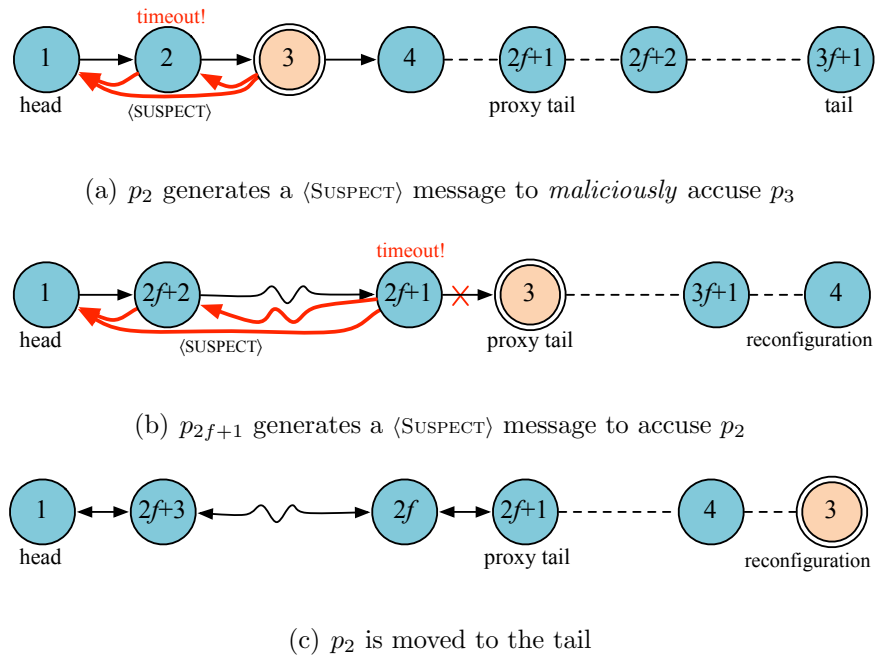 timeout!
1 2 3 4 2f+1 2f+2 3f+1
⟨SUSPECT⟩
head proxy tail tail
(a) p₂ generates a ⟨SUSPECT⟩ message to maliciously accuse p₃
timeout!
1 2f+2 2f+1 3 3f+1 4
⟨SUSPECT⟩
head proxy tail reconfiguration
(b) p₂f₊₁ generates a ⟨SUSPECT⟩ message to accuse p₂
1 2f+3 2f 2f+1 4 3
head proxy tail reconfiguration
(c) p₂ is moved to the tail